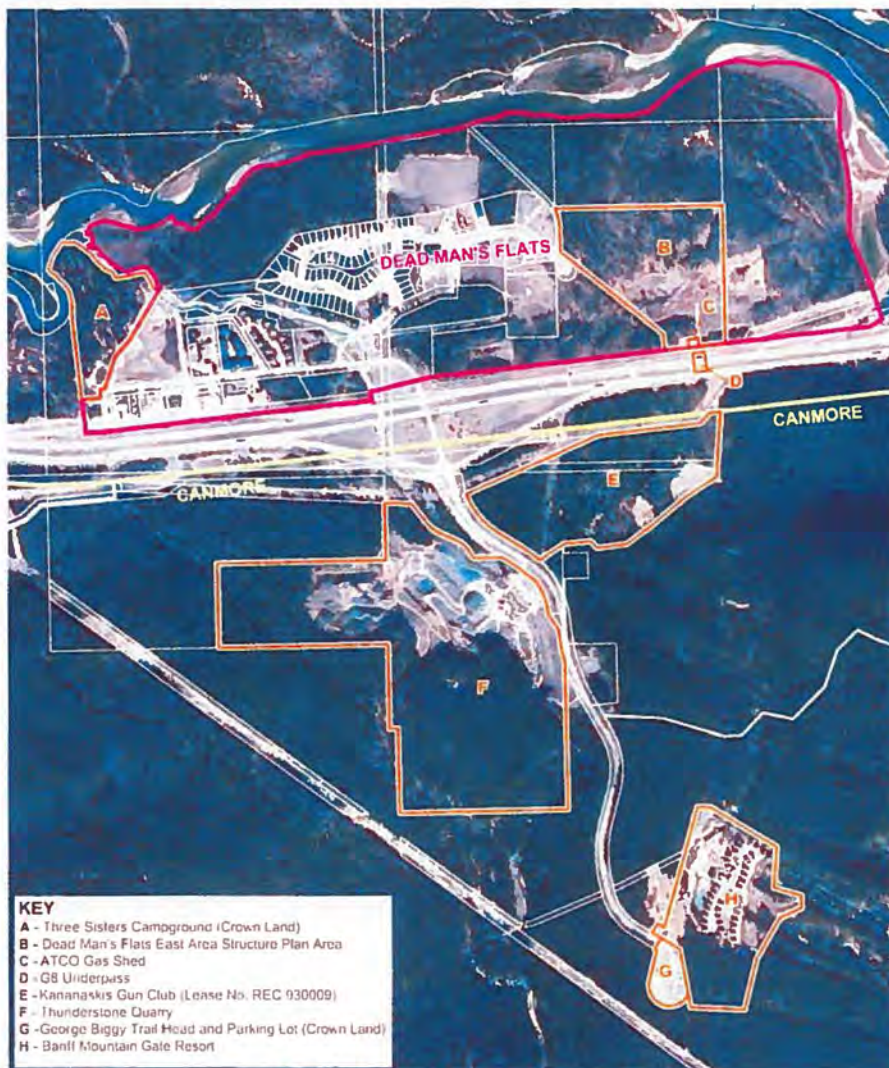 DEAD MAN'S FLATS
B
C
A
D
CANMORE
CANMORE
E
F
H
G
KEY
A - Three Sisters Campground (Crown Land)
B - Dead Man's Flats East Area Structure Plan Area
C - ATCO Gas Shed
D - G8 Underpass
E - Kananaskis Gun Club (Lease No. REC 930009)
F - Thunderstone Quarry
G - George Biggy Trail Head and Parking Lot (Crown Land)
H - Banff Mountain Gate Resort